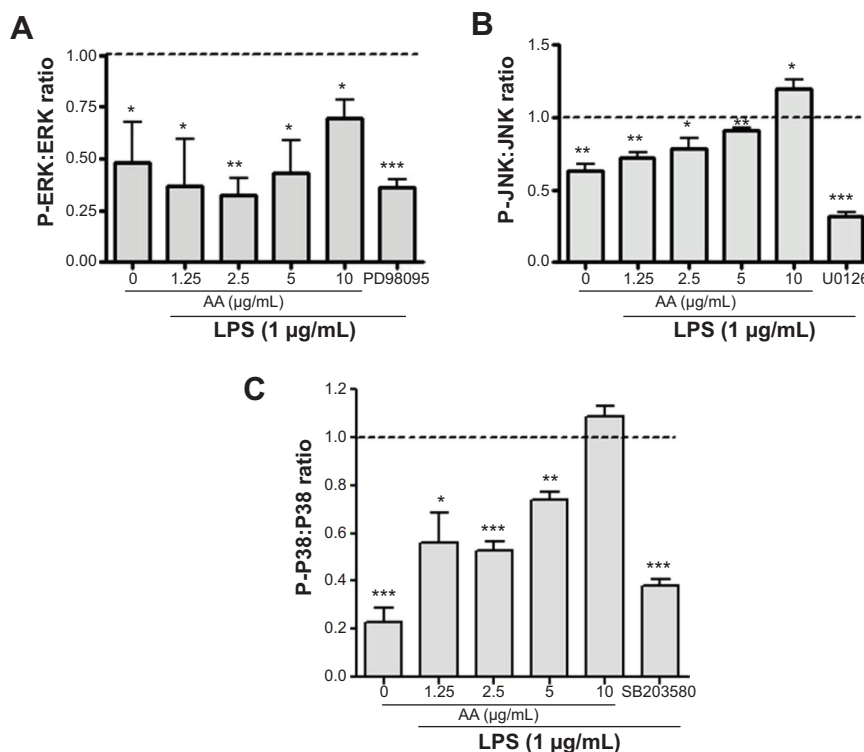 A
P-ERK:ERK ratio
1.00
0.75
0.50
0.25
0.00
*
*
**
*
*
***
0 1.25 2.5 5 10 PD98095
AA (µg/mL)
LPS (1 µg/mL)
B
P-JNK:JNK ratio
1.5
1.0
0.5
0.0
**
**
*
**
*
***
0 1.25 2.5 5 10 U0126
AA (µg/mL)
LPS (1 µg/mL)
C
P-P38:P38 ratio
1.2
1.0
0.8
0.6
0.4
0.2
0.0
***
*
***
**
***
0 1.25 2.5 5 10 SB203580
AA (µg/mL)
LPS (1 µg/mL)